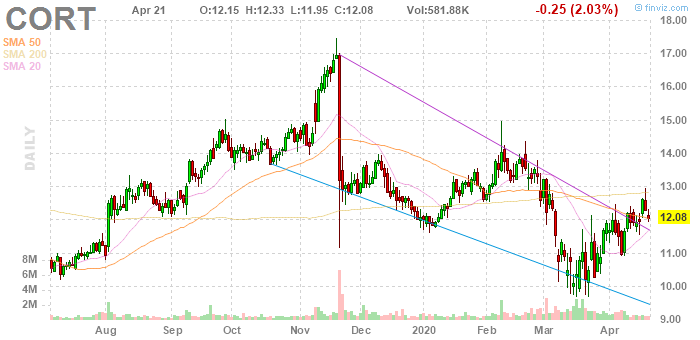 CORT Apr 21 O:12.15 H:12.33 L:11.95 C:12.08 Vol:581.88K -0.25 (2.03%) © finviz.com
SMA 50
SMA 200
SMA 20
DAILY
18.00
17.00
16.00
15.00
14.00
13.00
12.08
11.00
10.00
9.00
8M
6M
4M
2M
Aug Sep Oct Nov Dec 2020 Feb Mar Apr